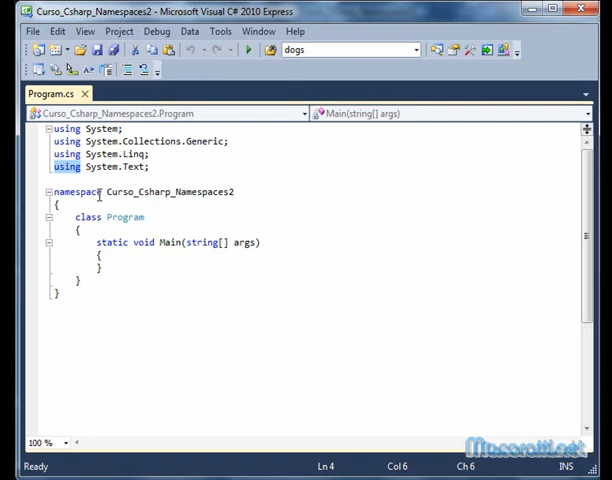 Curso_Csharp_Namespaces2 - Microsoft Visual C# 2010 Express
File Edit View Project Debug Data Tools Window Help
dogs
Program.cs
Curso_Csharp_Namespaces2.Program Main(string[] args)
using System;
using System.Collections.Generic;
using System.Linq;
using System.Text;
namespace Curso_Csharp_Namespaces2
{
class Program
{
static void Main(string[] args)
{
}
}
}
100 %
Ready Ln 4 Col 6 Ch 6 INS